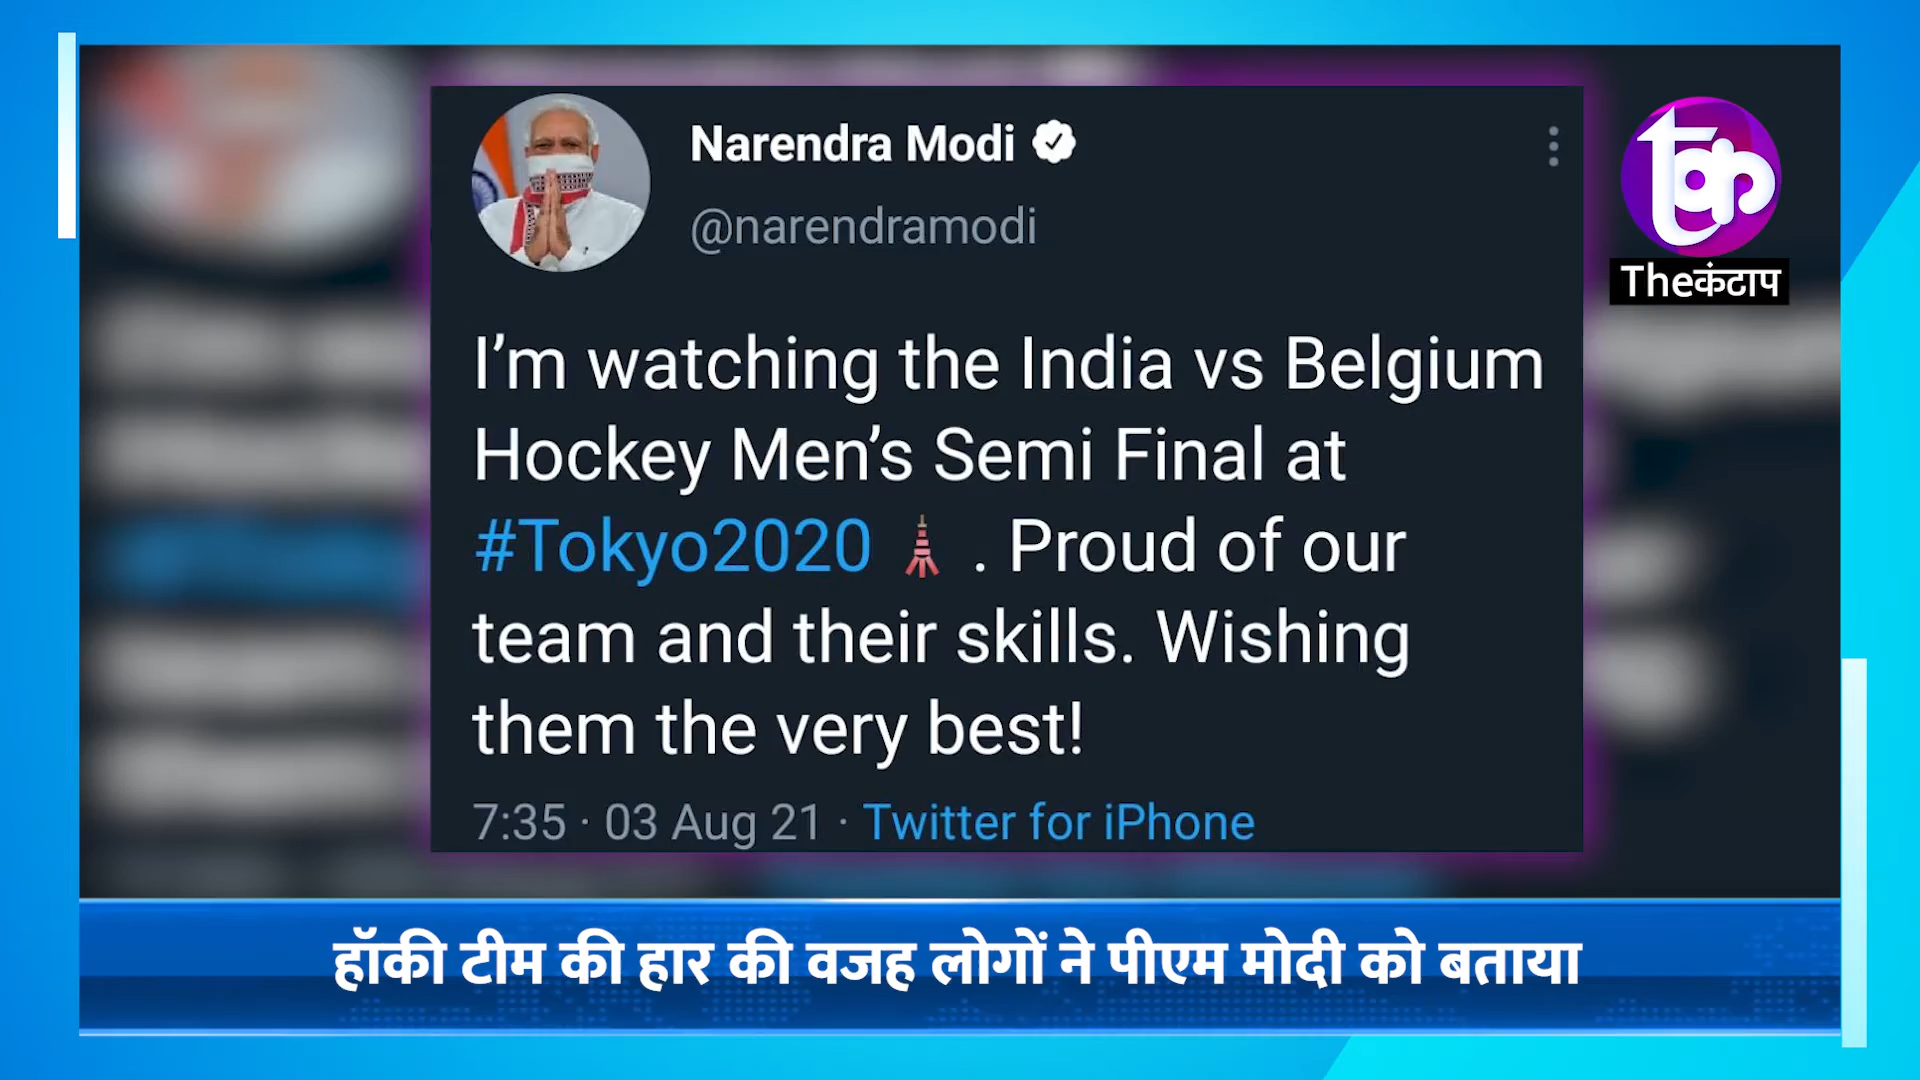 Narendra Modi
@narendramodi
I’m watching the India vs Belgium
Hockey Men’s Semi Final at
#Tokyo2020 🗼 . Proud of our
team and their skills. Wishing
them the very best!
7:35 · 03 Aug 21 · Twitter for iPhone
Theकंटाप
हॉकी टीम की हार की वजह लोगों ने पीएम मोदी को बताया